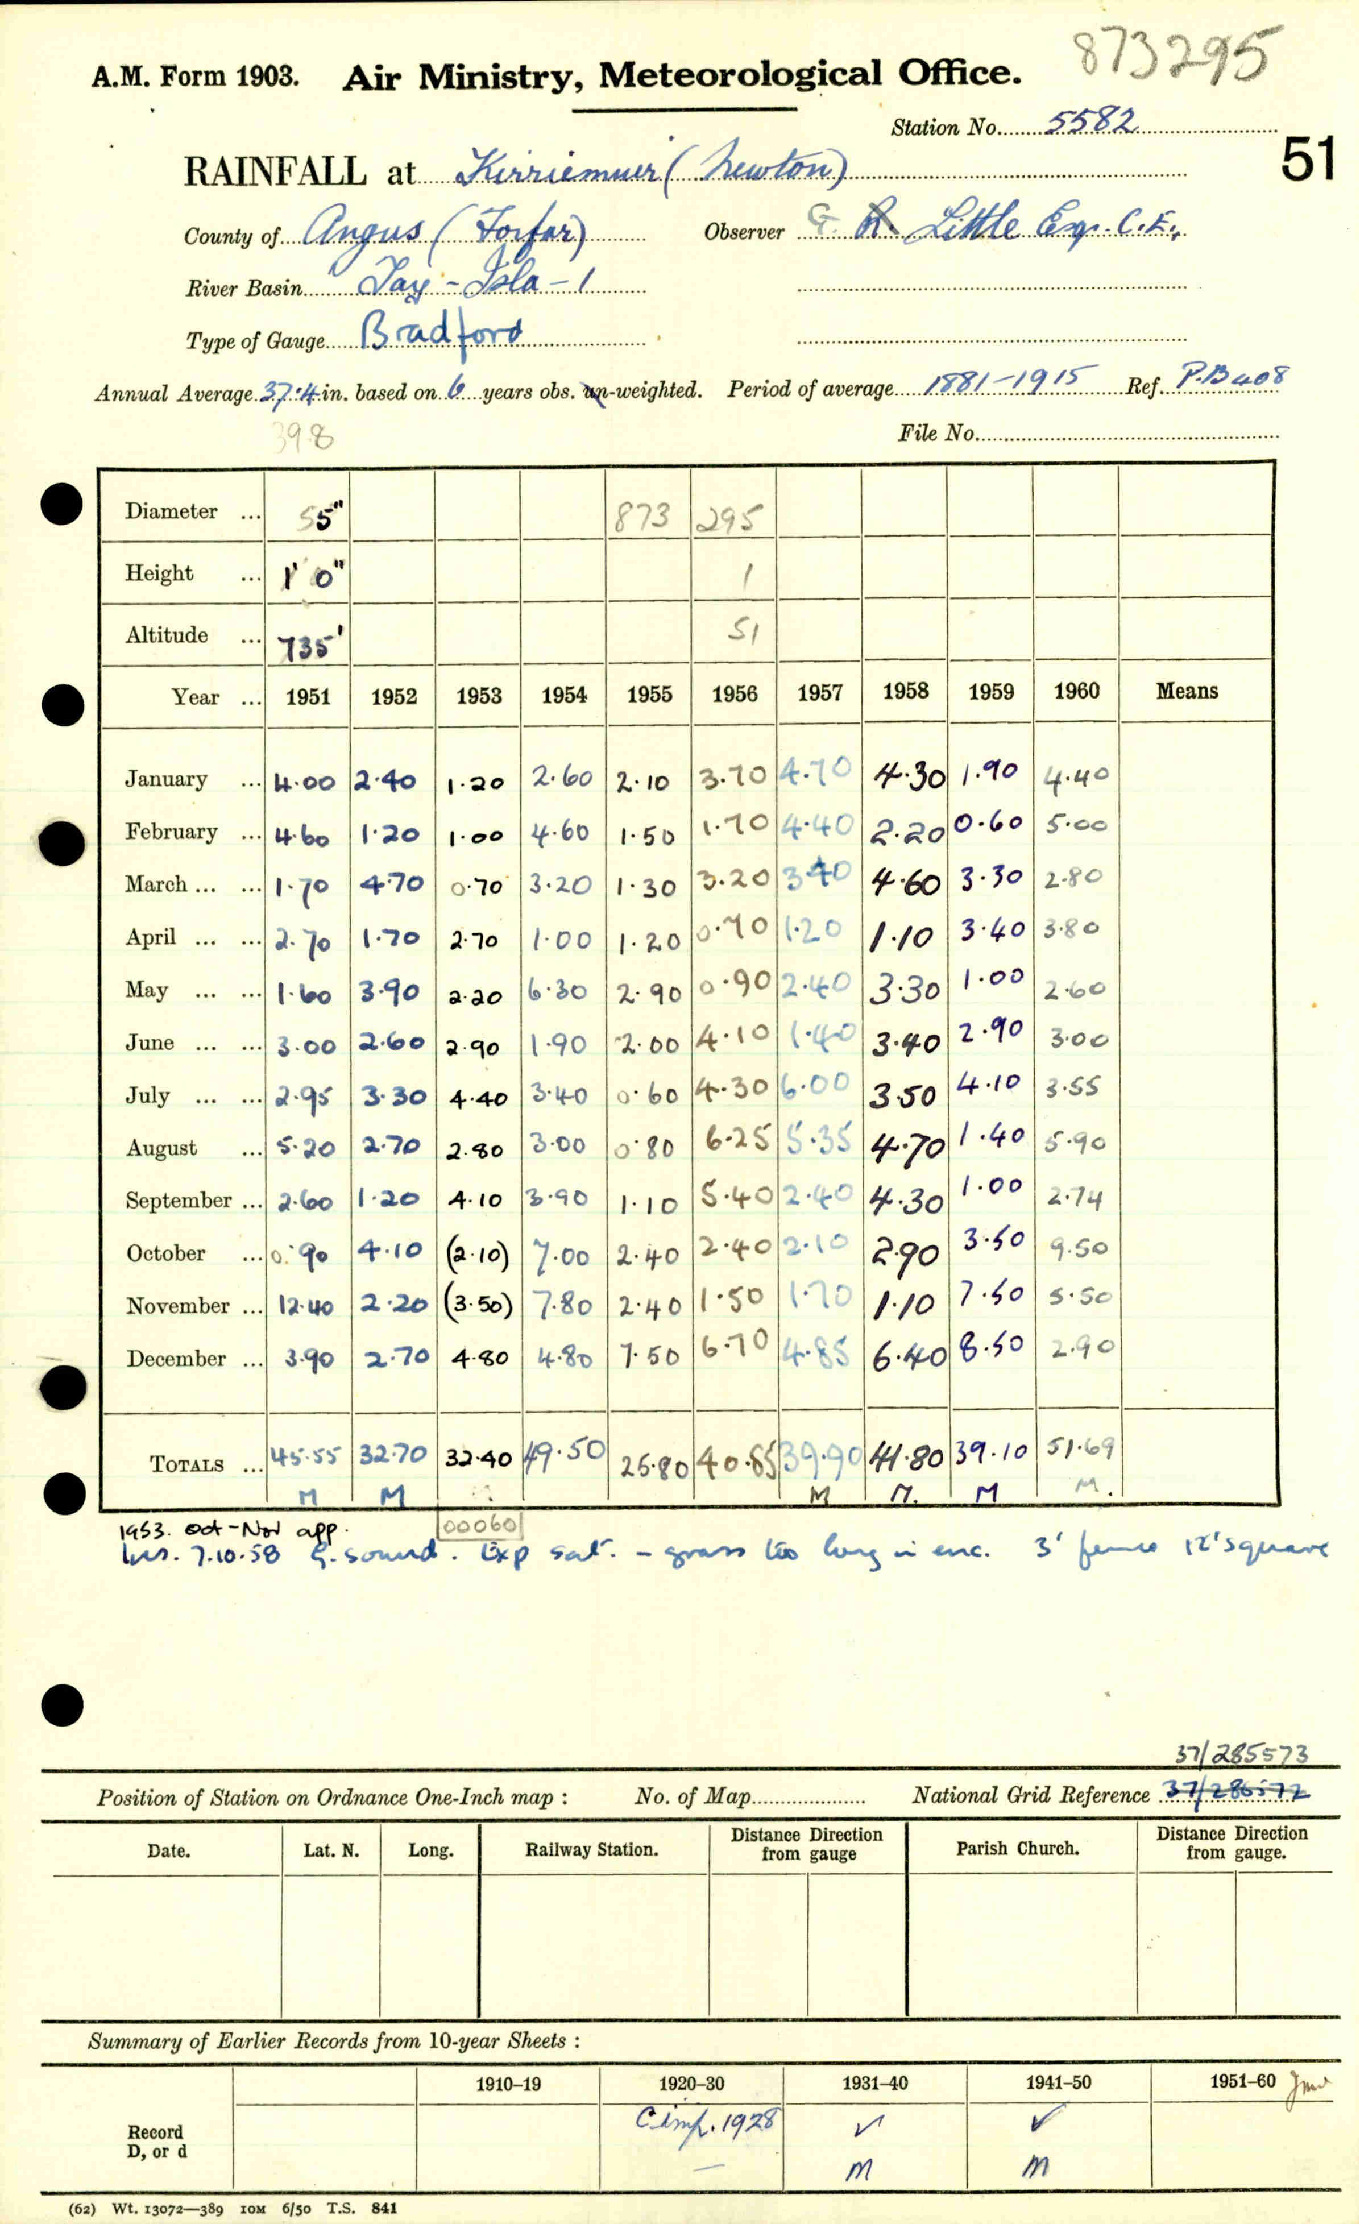 873295
A.M. Form 1903. Air Ministry, Meteorological Office.
Station No. 5582
51
RAINFALL at Kirriemuir (Newton)
County of Angus (Forfar) Observer G R Little Esq. C.E.,
River Basin Tay - Isla - 1
Type of Gauge Bradford
Annual Average 37.4 in. based on 6 years obs. un-weighted. Period of average 1881-1915 Ref. P.B 408
398
File No.
Diameter ... 5" 873 295
Height ... 1' 0" 1
Altitude ... 735' 51
Year ... 1951 1952 1953 1954 1955 1956 1957 1958 1959 1960 Means
January ... 4.00 2.40 1.20 2.60 2.10 3.70 4.70 4.30 1.90 4.40
February ... 4.60 1.20 1.00 4.60 1.50 1.70 4.40 2.20 0.60 5.00
March ... ... 1.70 4.70 0.70 3.20 1.30 3.20 3.40 4.60 3.30 2.80
April ... ... 2.70 1.70 2.70 1.00 1.20 0.70 1.20 1.10 3.40 3.80
May ... ... 1.60 3.90 2.20 6.30 2.90 0.90 2.40 3.30 1.00 2.60
June ... ... 3.00 2.60 2.90 1.90 2.00 4.10 1.40 3.40 2.90 3.00
July ... ... 2.95 3.30 4.40 3.40 0.60 4.30 6.00 3.50 4.10 3.55
August ... 5.20 2.70 2.80 3.00 0.80 6.25 5.35 4.70 1.40 5.90
September ... 2.60 1.20 4.10 3.90 1.10 5.40 2.40 4.30 1.00 2.74
October ... 0.90 4.10 (2.10) 7.00 2.40 2.40 2.10 2.90 3.50 9.50
November ... 12.40 2.20 (3.50) 7.80 2.40 1.50 1.70 1.10 7.50 5.50
December ... 3.90 2.70 4.80 4.80 7.50 6.70 4.85 6.40 8.50 2.90
TOTALS ... 45.55 32.70 32.40 49.50 25.80 40.85 39.90 41.80 39.10 51.69
M M M M M. M M.
1953. Oct - Nov app. 00060
Ins. 7.10.58 G. sound. Exp sat. - grass too long in enc. 3' fence 12' square
37/285573
Position of Station on Ordnance One-Inch map : No. of Map National Grid Reference 37/286572
Date. Lat. N. Long. Railway Station. Distance from Direction gauge Parish Church. Distance from Direction gauge.
Summary of Earlier Records from 10-year Sheets :
1910–19 1920–30 1931–40 1941–50 1951–60
Record D, or d Comp. 1928 ✓ ✓
— M M
(62) Wt. 13072—389 10M 6/50 T.S. 841